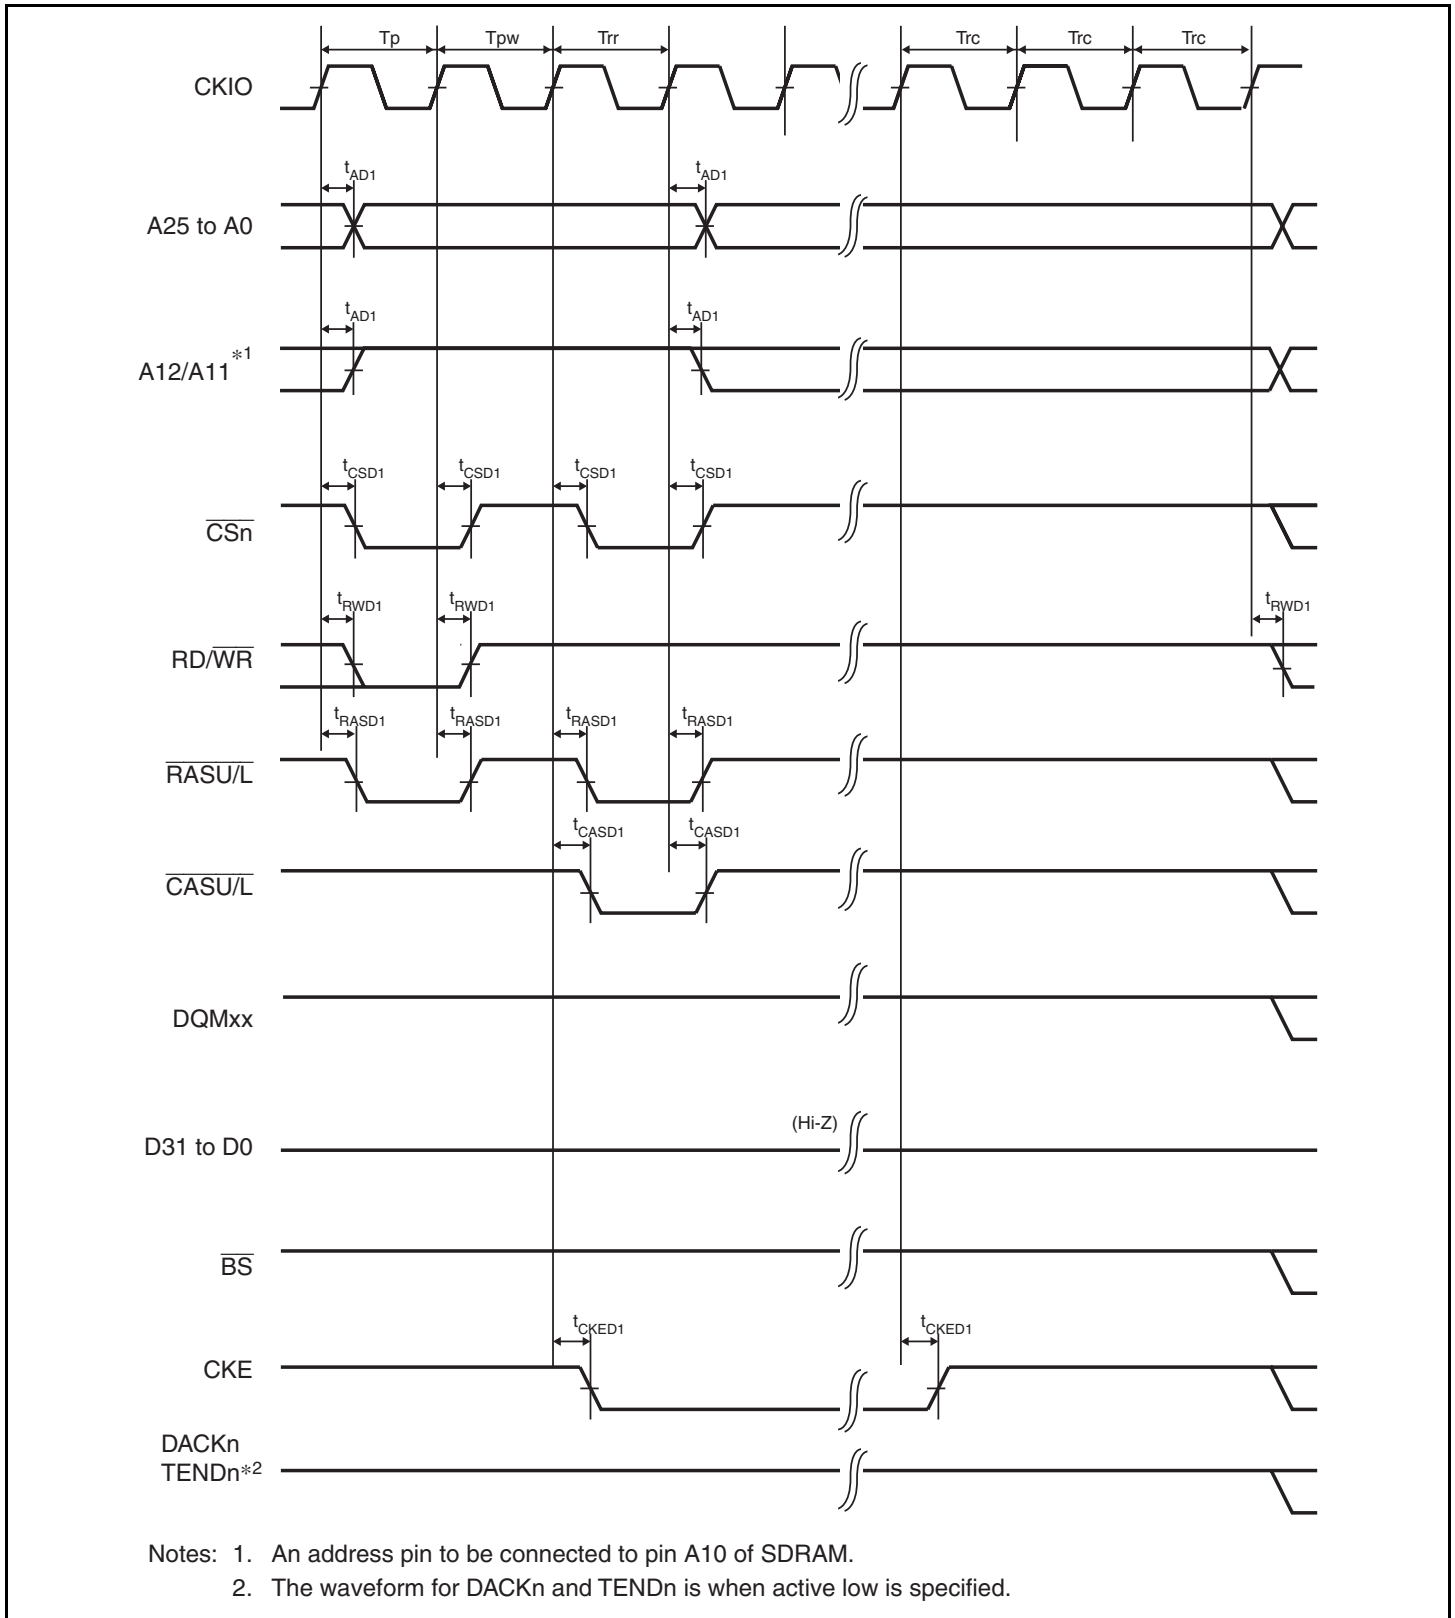 Tp Tpw Trr Trc Trc Trc
CKIO
tAD1 tAD1
A25 to A0
tAD1 tAD1
A12/A11*1
tCSD1 tCSD1 tCSD1 tCSD1
CSn
tRWD1 tRWD1 tRWD1
RD/WR
tRASD1 tRASD1 tRASD1 tRASD1
RASU/L
tCASD1 tCASD1
CASU/L
DQMxx
(Hi-Z)
D31 to D0
BS
tCKED1 tCKED1
CKE
DACKn
TENDn*2
Notes: 1. An address pin to be connected to pin A10 of SDRAM.
2. The waveform for DACKn and TENDn is when active low is specified.